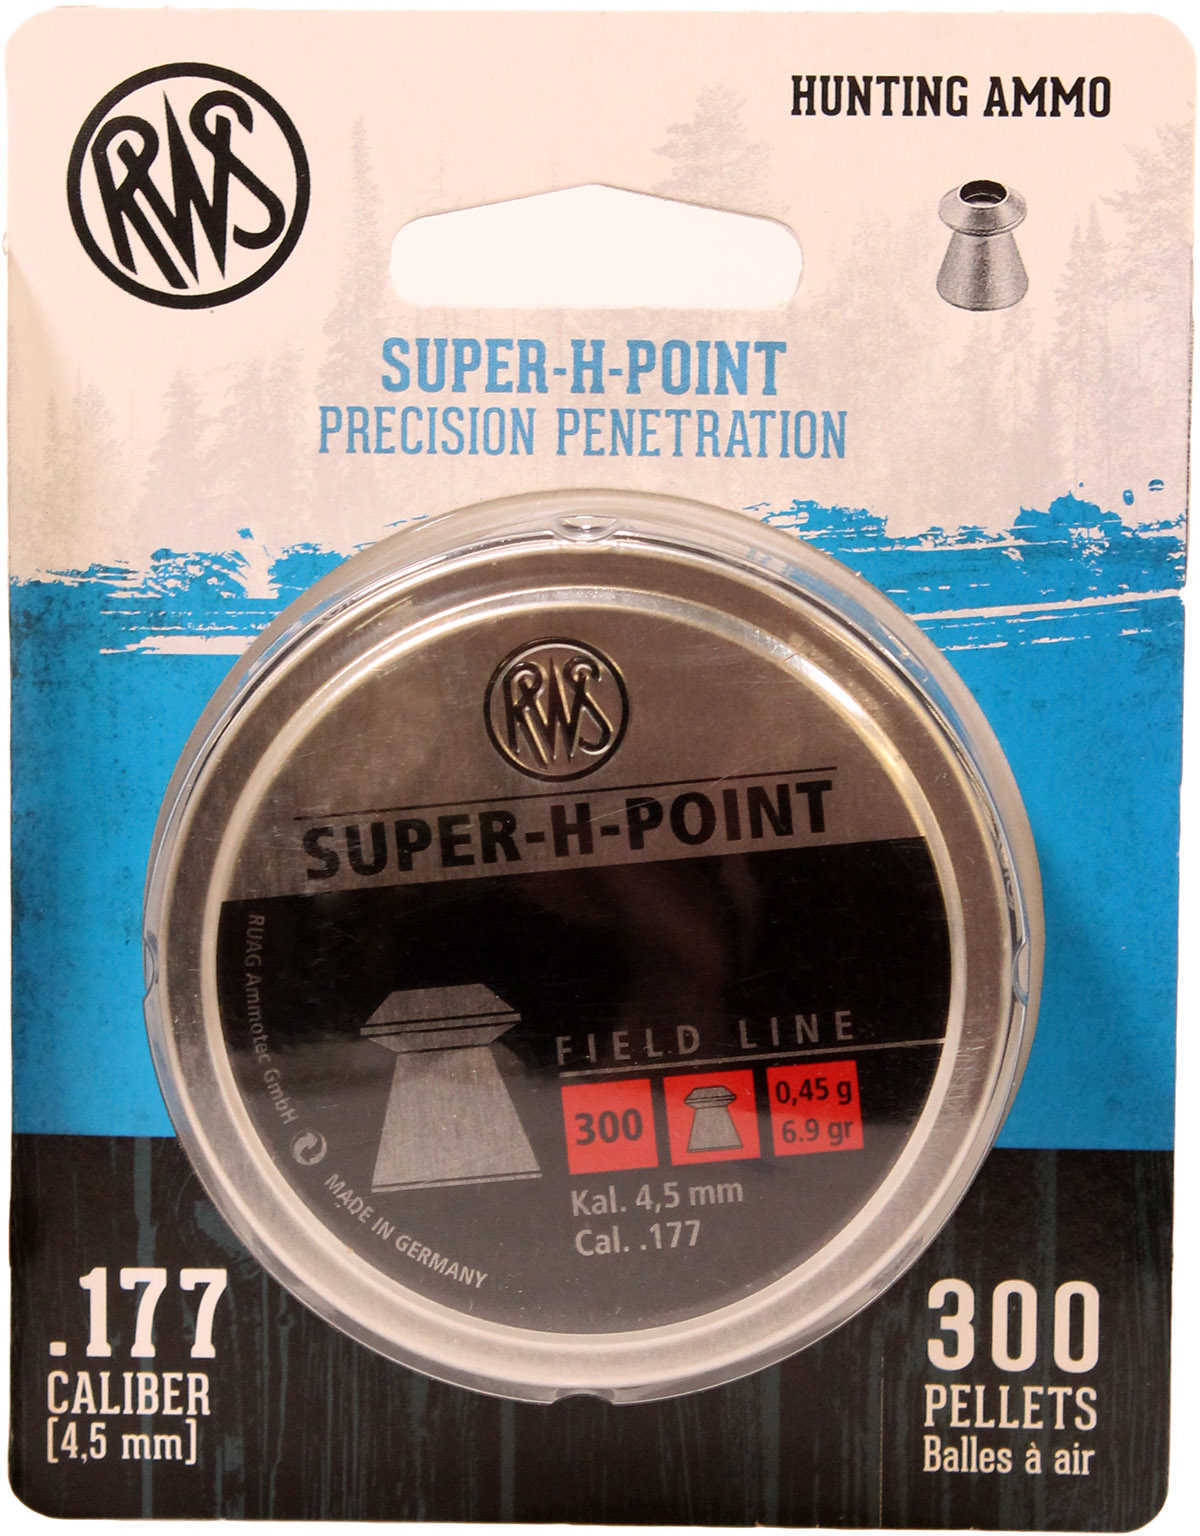 RWS
HUNTING AMMO
SUPER-H-POINT
PRECISION PENETRATION
RWS
SUPER-H-POINT
RUAG Ammotec GmbH
MADE IN GERMANY
FIELD LINE
300
0,45 g
6.9 gr
Kal. 4,5 mm
Cal. .177
.177
CALIBER
[4,5 mm]
300
PELLETS
Balles à air